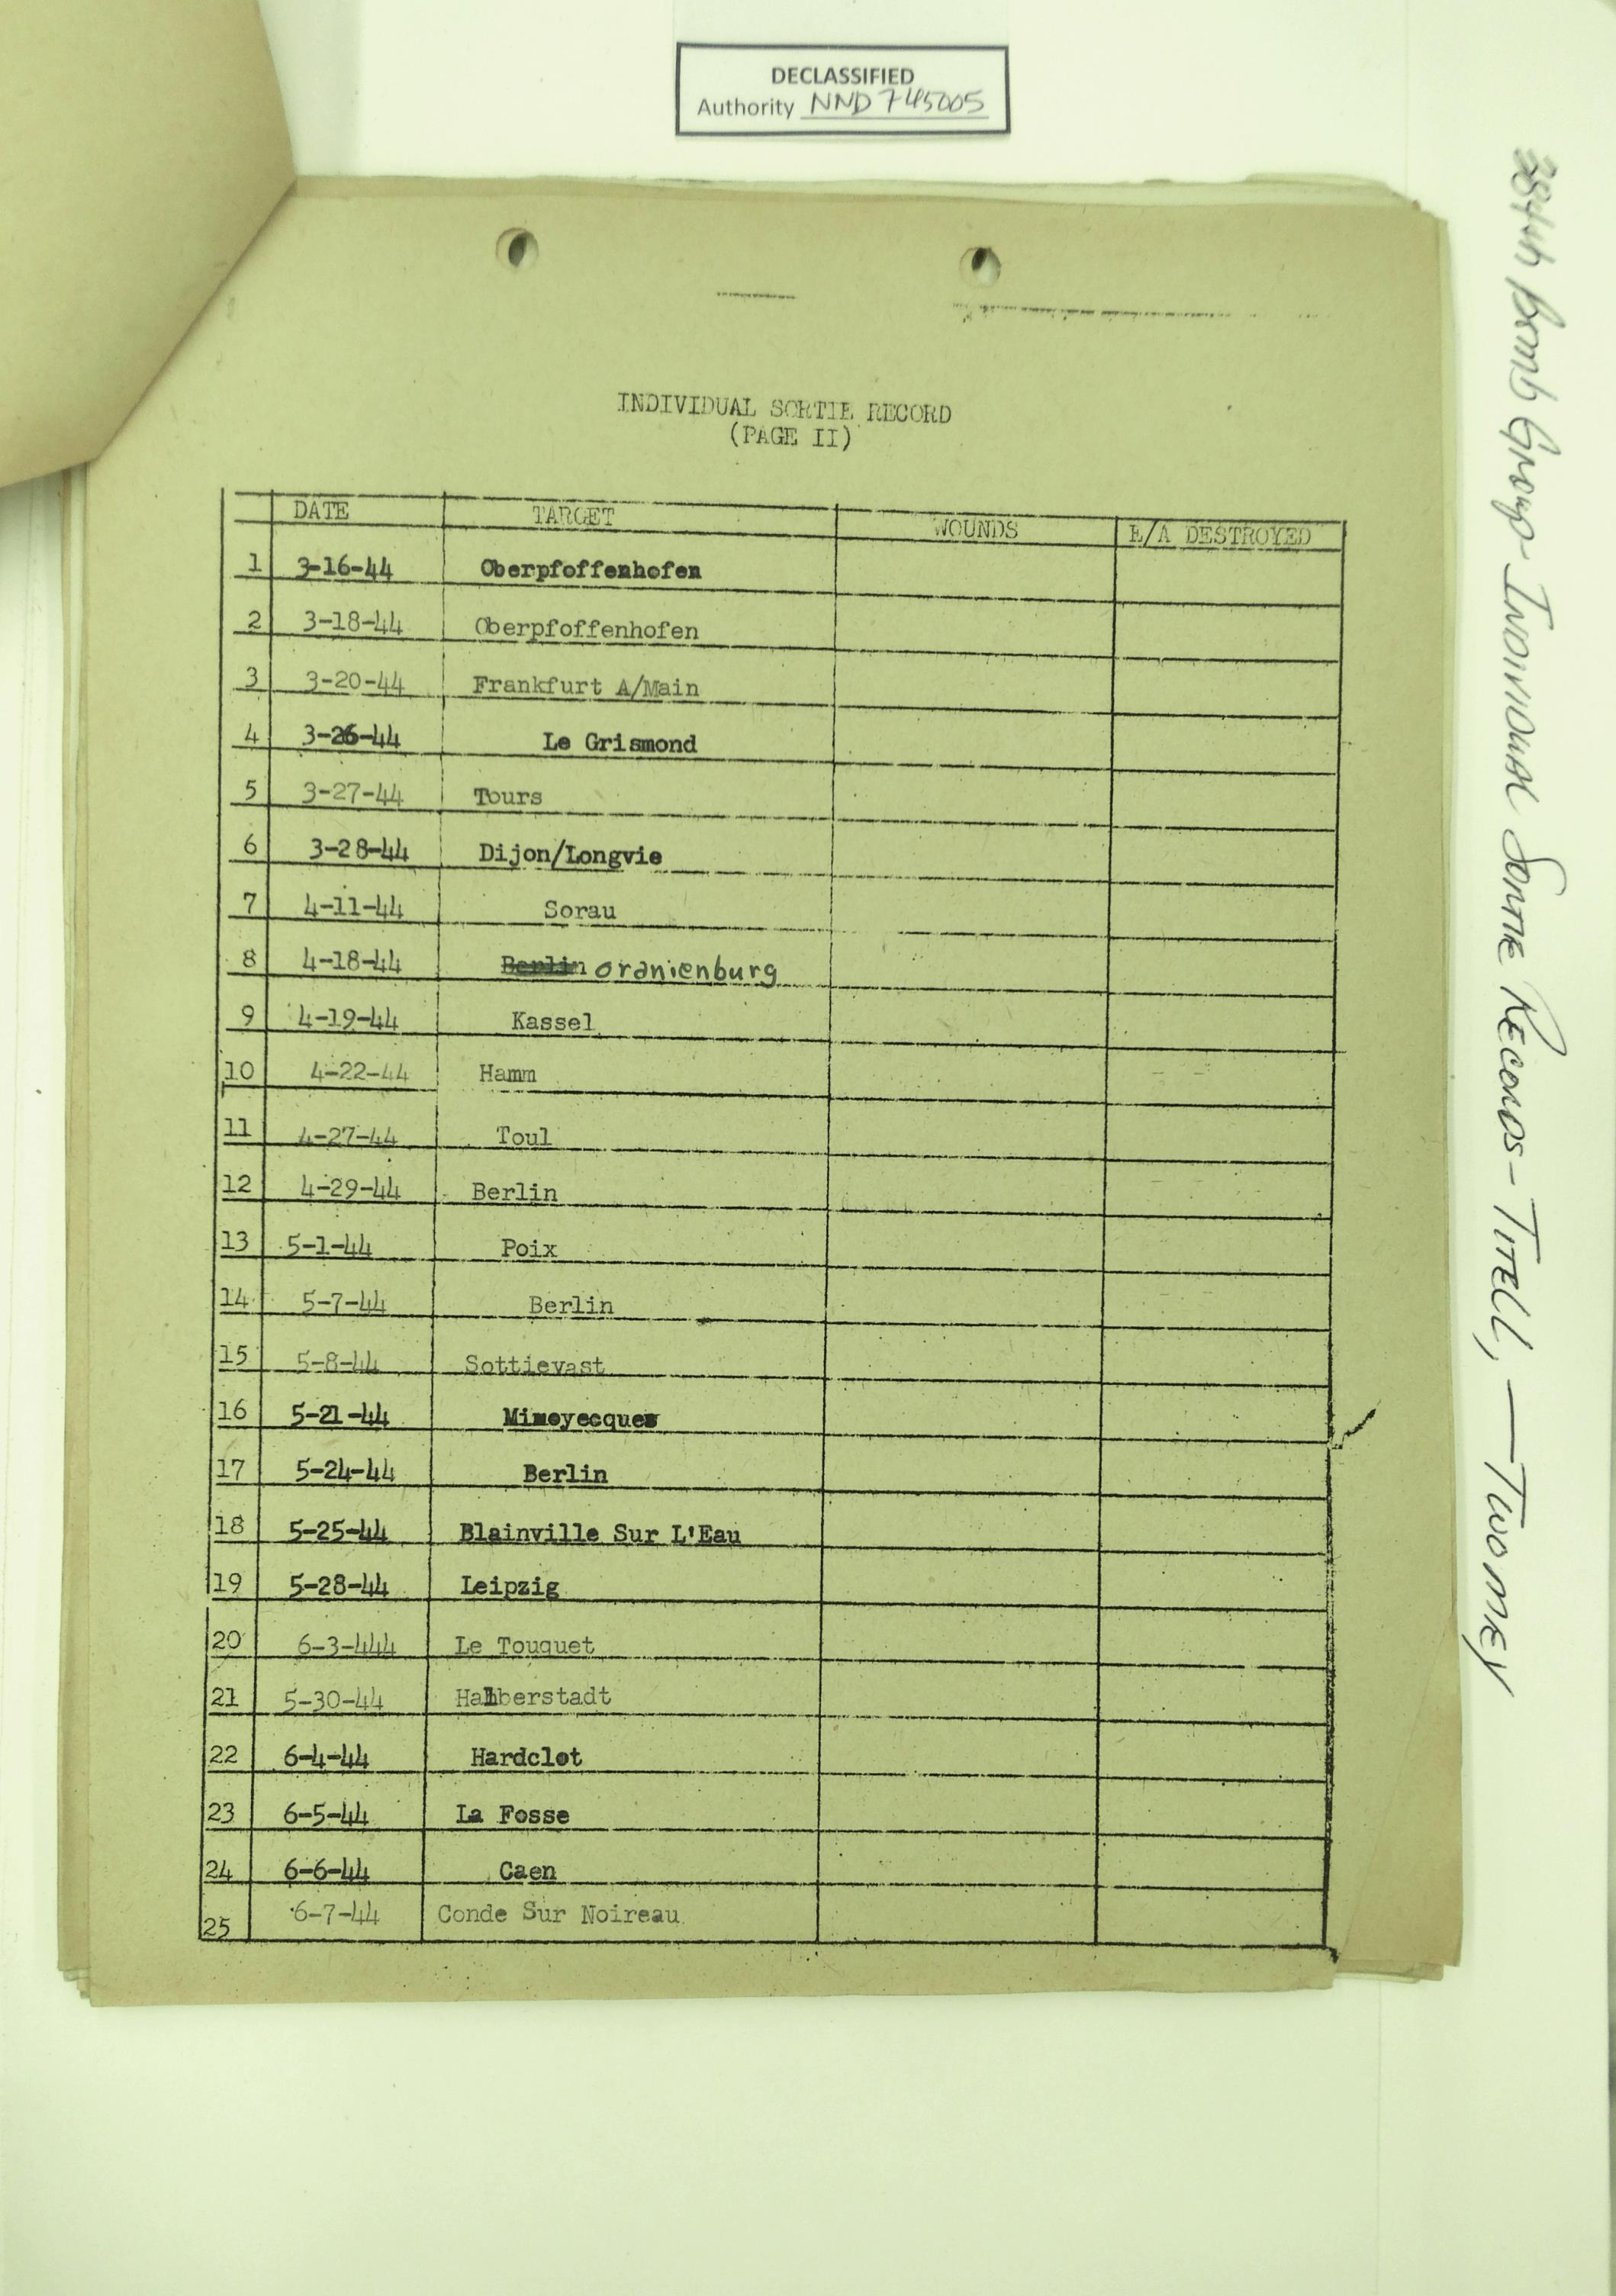 DECLASSIFIED
Authority NND 745005
INDIVIDUAL SORTIE RECORD
(PAGE II)
DATE TARGET WOUNDS E/A DESTROYED
1 3-16-44 Oberpfoffenhofen
2 3-18-44 Oberpfoffenhofen
3 3-20-44 Frankfurt A/Main
4 3-26-44 Le Grismond
5 3-27-44 Tours
6 3-28-44 Dijon/Longvie
7 4-11-44 Sorau
8 4-18-44 Berlin oranienburg
9 4-19-44 Kassel
10 4-22-44 Hamm
11 4-27-44 Toul
12 4-29-44 Berlin
13 5-1-44 Poix
14 5-7-44 Berlin
15 5-8-44 Sottievast
16 5-21-44 Mimoyecques
17 5-24-44 Berlin
18 5-25-44 Blainville Sur L'Eau
19 5-28-44 Leipzig
20 6-3-444 Le Touquet
21 5-30-44 Halberstadt
22 6-4-44 Hardclot
23 6-5-44 La Fosse
24 6-6-44 Caen
25 6-7-44 Conde Sur Noireau
384th Bomb Group - Individual Sortie Records - Titell, — Twomey